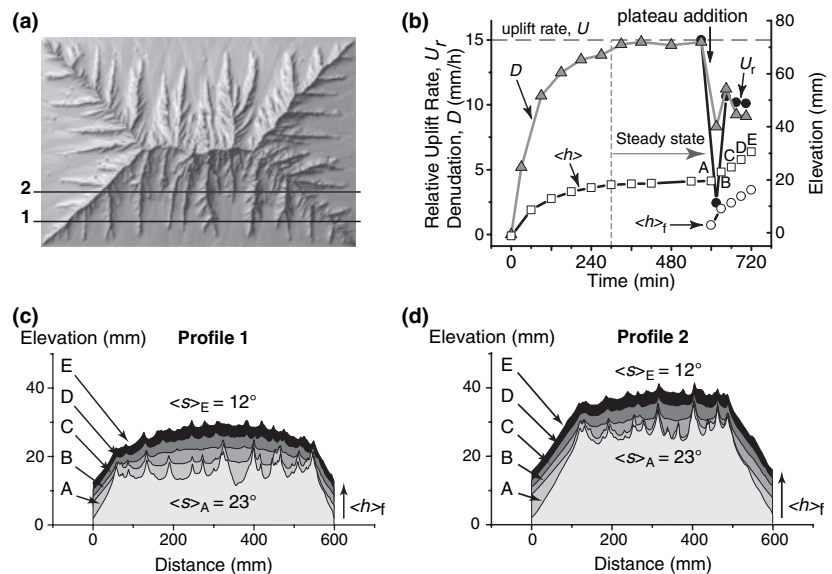 (a)
2
1
(b)
plateau addition
uplift rate, U
15
10
5
0
Relative Uplift Rate, U_r
Denudation, D (mm/h)
D
U_r
<h>
Steady state
A
B
C
D
E
<h>_f
80
60
40
20
0
Elevation (mm)
0 240 480 720
Time (min)
(c)
Elevation (mm) Profile 1
E
D
C
B
A
40
20
0
<s>_E = 12°
<s>_A = 23°
<h>_f
0 200 400 600
Distance (mm)
(d)
Elevation (mm) Profile 2
E
D
C
B
A
40
20
0
<s>_E = 12°
<s>_A = 23°
<h>_f
0 200 400 600
Distance (mm)